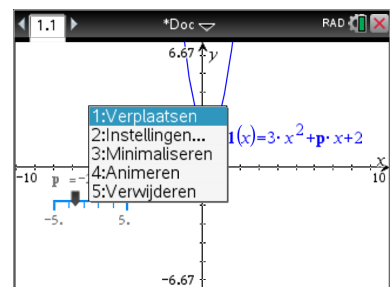 1.1 *Doc RAD
6.67 y
1:Verplaatsen
2:Instellingen...
3:Minimaliseren
4:Animeren
5:Verwijderen
1(x)=3·x²+p·x+2
x
-10 p =- 10
-5. 5.
-6.67